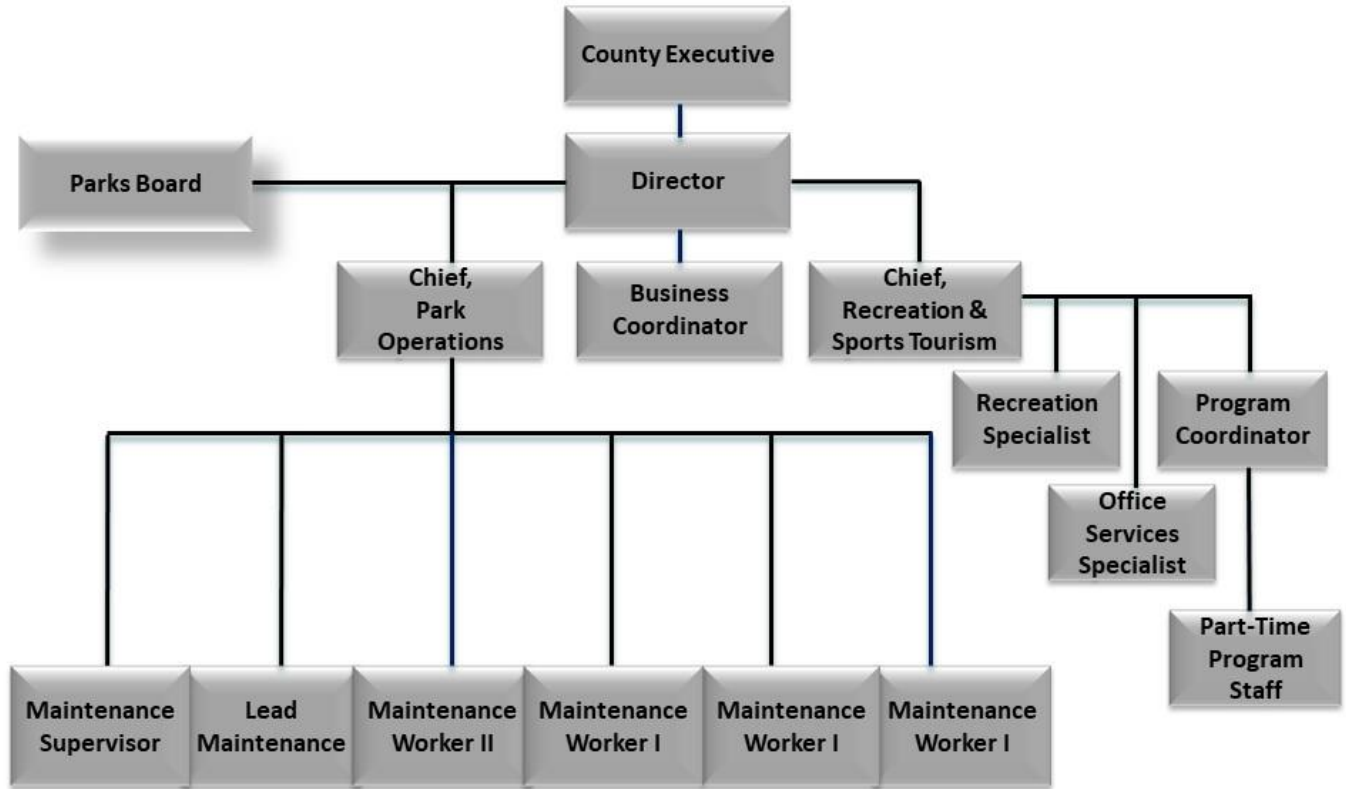 County Executive
Parks Board
Director
Chief,
Park
Operations
Business
Coordinator
Chief,
Recreation &
Sports Tourism
Recreation
Specialist
Program
Coordinator
Office
Services
Specialist
Part-Time
Program
Staff
Maintenance
Supervisor
Lead
Maintenance
Maintenance
Worker II
Maintenance
Worker I
Maintenance
Worker I
Maintenance
Worker I